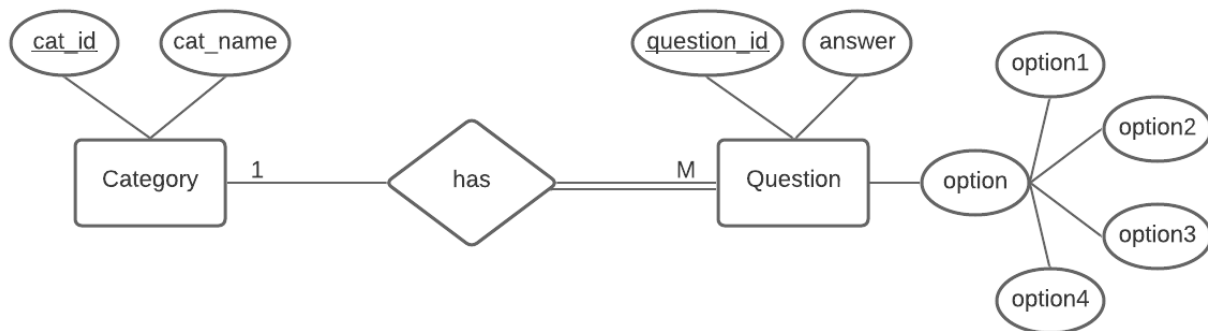 cat_id
cat_name
question_id
answer
option1
option2
Category
1
has
M
Question
option
option3
option4